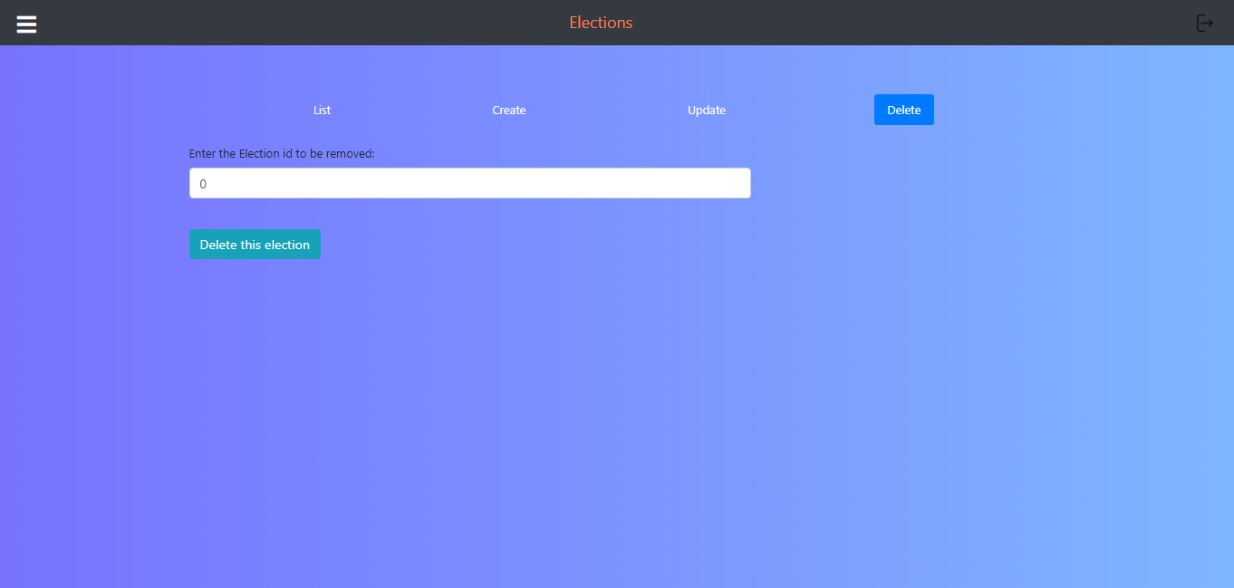 Elections
List Create Update Delete
Enter the Election id to be removed:
0
Delete this election